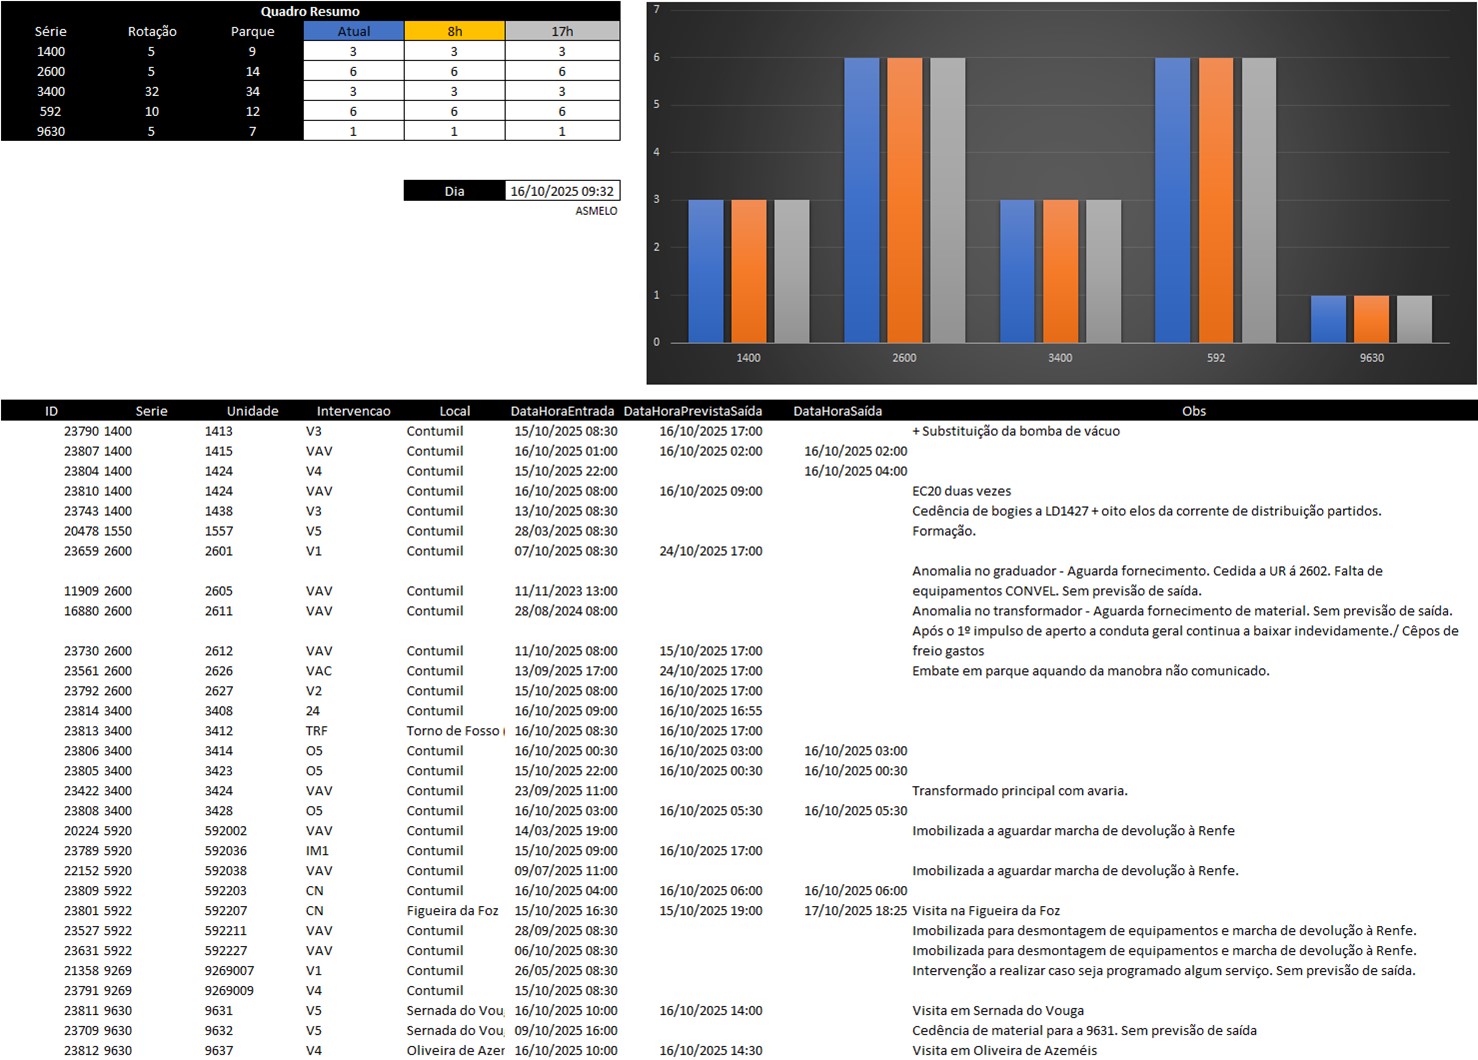 Quadro Resumo
Série Rotação Parque Atual 8h 17h
1400 5 9 3 3 3
2600 5 14 6 6 6
3400 32 34 3 3 3
592 10 12 6 6 6
9630 5 7 1 1 1
Dia 16/10/2025 09:32
ASMELO
7
6
5
4
3
2
1
0
1400 2600 3400 592 9630
ID Serie Unidade Intervencao Local DataHoraEntrada DataHoraPrevistaSaída DataHoraSaída Obs
23790 1400 1413 V3 Contumil 15/10/2025 08:30 16/10/2025 17:00 + Substituição da bomba de vácuo
23807 1400 1415 VAV Contumil 16/10/2025 01:00 16/10/2025 02:00 16/10/2025 02:00
23804 1400 1424 V4 Contumil 15/10/2025 22:00 16/10/2025 04:00
23810 1400 1424 VAV Contumil 16/10/2025 08:00 16/10/2025 09:00 EC20 duas vezes
23743 1400 1438 V3 Contumil 13/10/2025 08:30 Cedência de bogies a LD1427 + oito elos da corrente de distribuição partidos.
20478 1550 1557 V5 Contumil 28/03/2025 08:30 Formação.
23659 2600 2601 V1 Contumil 07/10/2025 08:30 24/10/2025 17:00
Anomalia no graduador - Aguarda fornecimento. Cedida a UR á 2602. Falta de
11909 2600 2605 VAV Contumil 11/11/2023 13:00 equipamentos CONVEL. Sem previsão de saída.
16880 2600 2611 VAV Contumil 28/08/2024 08:00 Anomalia no transformador - Aguarda fornecimento de material. Sem previsão de saída.
Após o 1º impulso de aperto a conduta geral continua a baixar indevidamente./ Cêpos de
23730 2600 2612 VAV Contumil 11/10/2025 08:00 15/10/2025 17:00 freio gastos
23561 2600 2626 VAC Contumil 13/09/2025 17:00 24/10/2025 17:00 Embate em parque aquando da manobra não comunicado.
23792 2600 2627 V2 Contumil 15/10/2025 08:00 16/10/2025 17:00
23814 3400 3408 24 Contumil 16/10/2025 09:00 16/10/2025 16:55
23813 3400 3412 TRF Torno de Fosso ( 16/10/2025 08:30 16/10/2025 17:00
23806 3400 3414 O5 Contumil 16/10/2025 00:30 16/10/2025 03:00 16/10/2025 03:00
23805 3400 3423 O5 Contumil 15/10/2025 22:00 16/10/2025 00:30 16/10/2025 00:30
23422 3400 3424 VAV Contumil 23/09/2025 11:00 Transformado principal com avaria.
23808 3400 3428 O5 Contumil 16/10/2025 03:00 16/10/2025 05:30 16/10/2025 05:30
20224 5920 592002 VAV Contumil 14/03/2025 19:00 Imobilizada a aguardar marcha de devolução à Renfe
23789 5920 592036 IM1 Contumil 15/10/2025 09:00 16/10/2025 17:00
22152 5920 592038 VAV Contumil 09/07/2025 11:00 Imobilizada a aguardar marcha de devolução à Renfe.
23809 5922 592203 CN Contumil 16/10/2025 04:00 16/10/2025 06:00 16/10/2025 06:00
23801 5922 592207 CN Figueira da Foz 15/10/2025 16:30 15/10/2025 19:00 17/10/2025 18:25 Visita na Figueira da Foz
23527 5922 592211 VAV Contumil 28/09/2025 08:30 Imobilizada para desmontagem de equipamentos e marcha de devolução à Renfe.
23631 5922 592227 VAV Contumil 06/10/2025 08:30 Imobilizada para desmontagem de equipamentos e marcha de devolução à Renfe.
21358 9269 9269007 V1 Contumil 26/05/2025 08:30 Intervenção a realizar caso seja programado algum serviço. Sem previsão de saída.
23791 9269 9269009 V4 Contumil 15/10/2025 08:30
23811 9630 9631 V5 Sernada do Vou 16/10/2025 10:00 16/10/2025 14:00 Visita em Sernada do Vouga
23709 9630 9632 V5 Sernada do Vou 09/10/2025 16:00 Cedência de material para a 9631. Sem previsão de saída
23812 9630 9637 V4 Oliveira de Azer 16/10/2025 10:00 16/10/2025 14:30 Visita em Oliveira de Azeméis